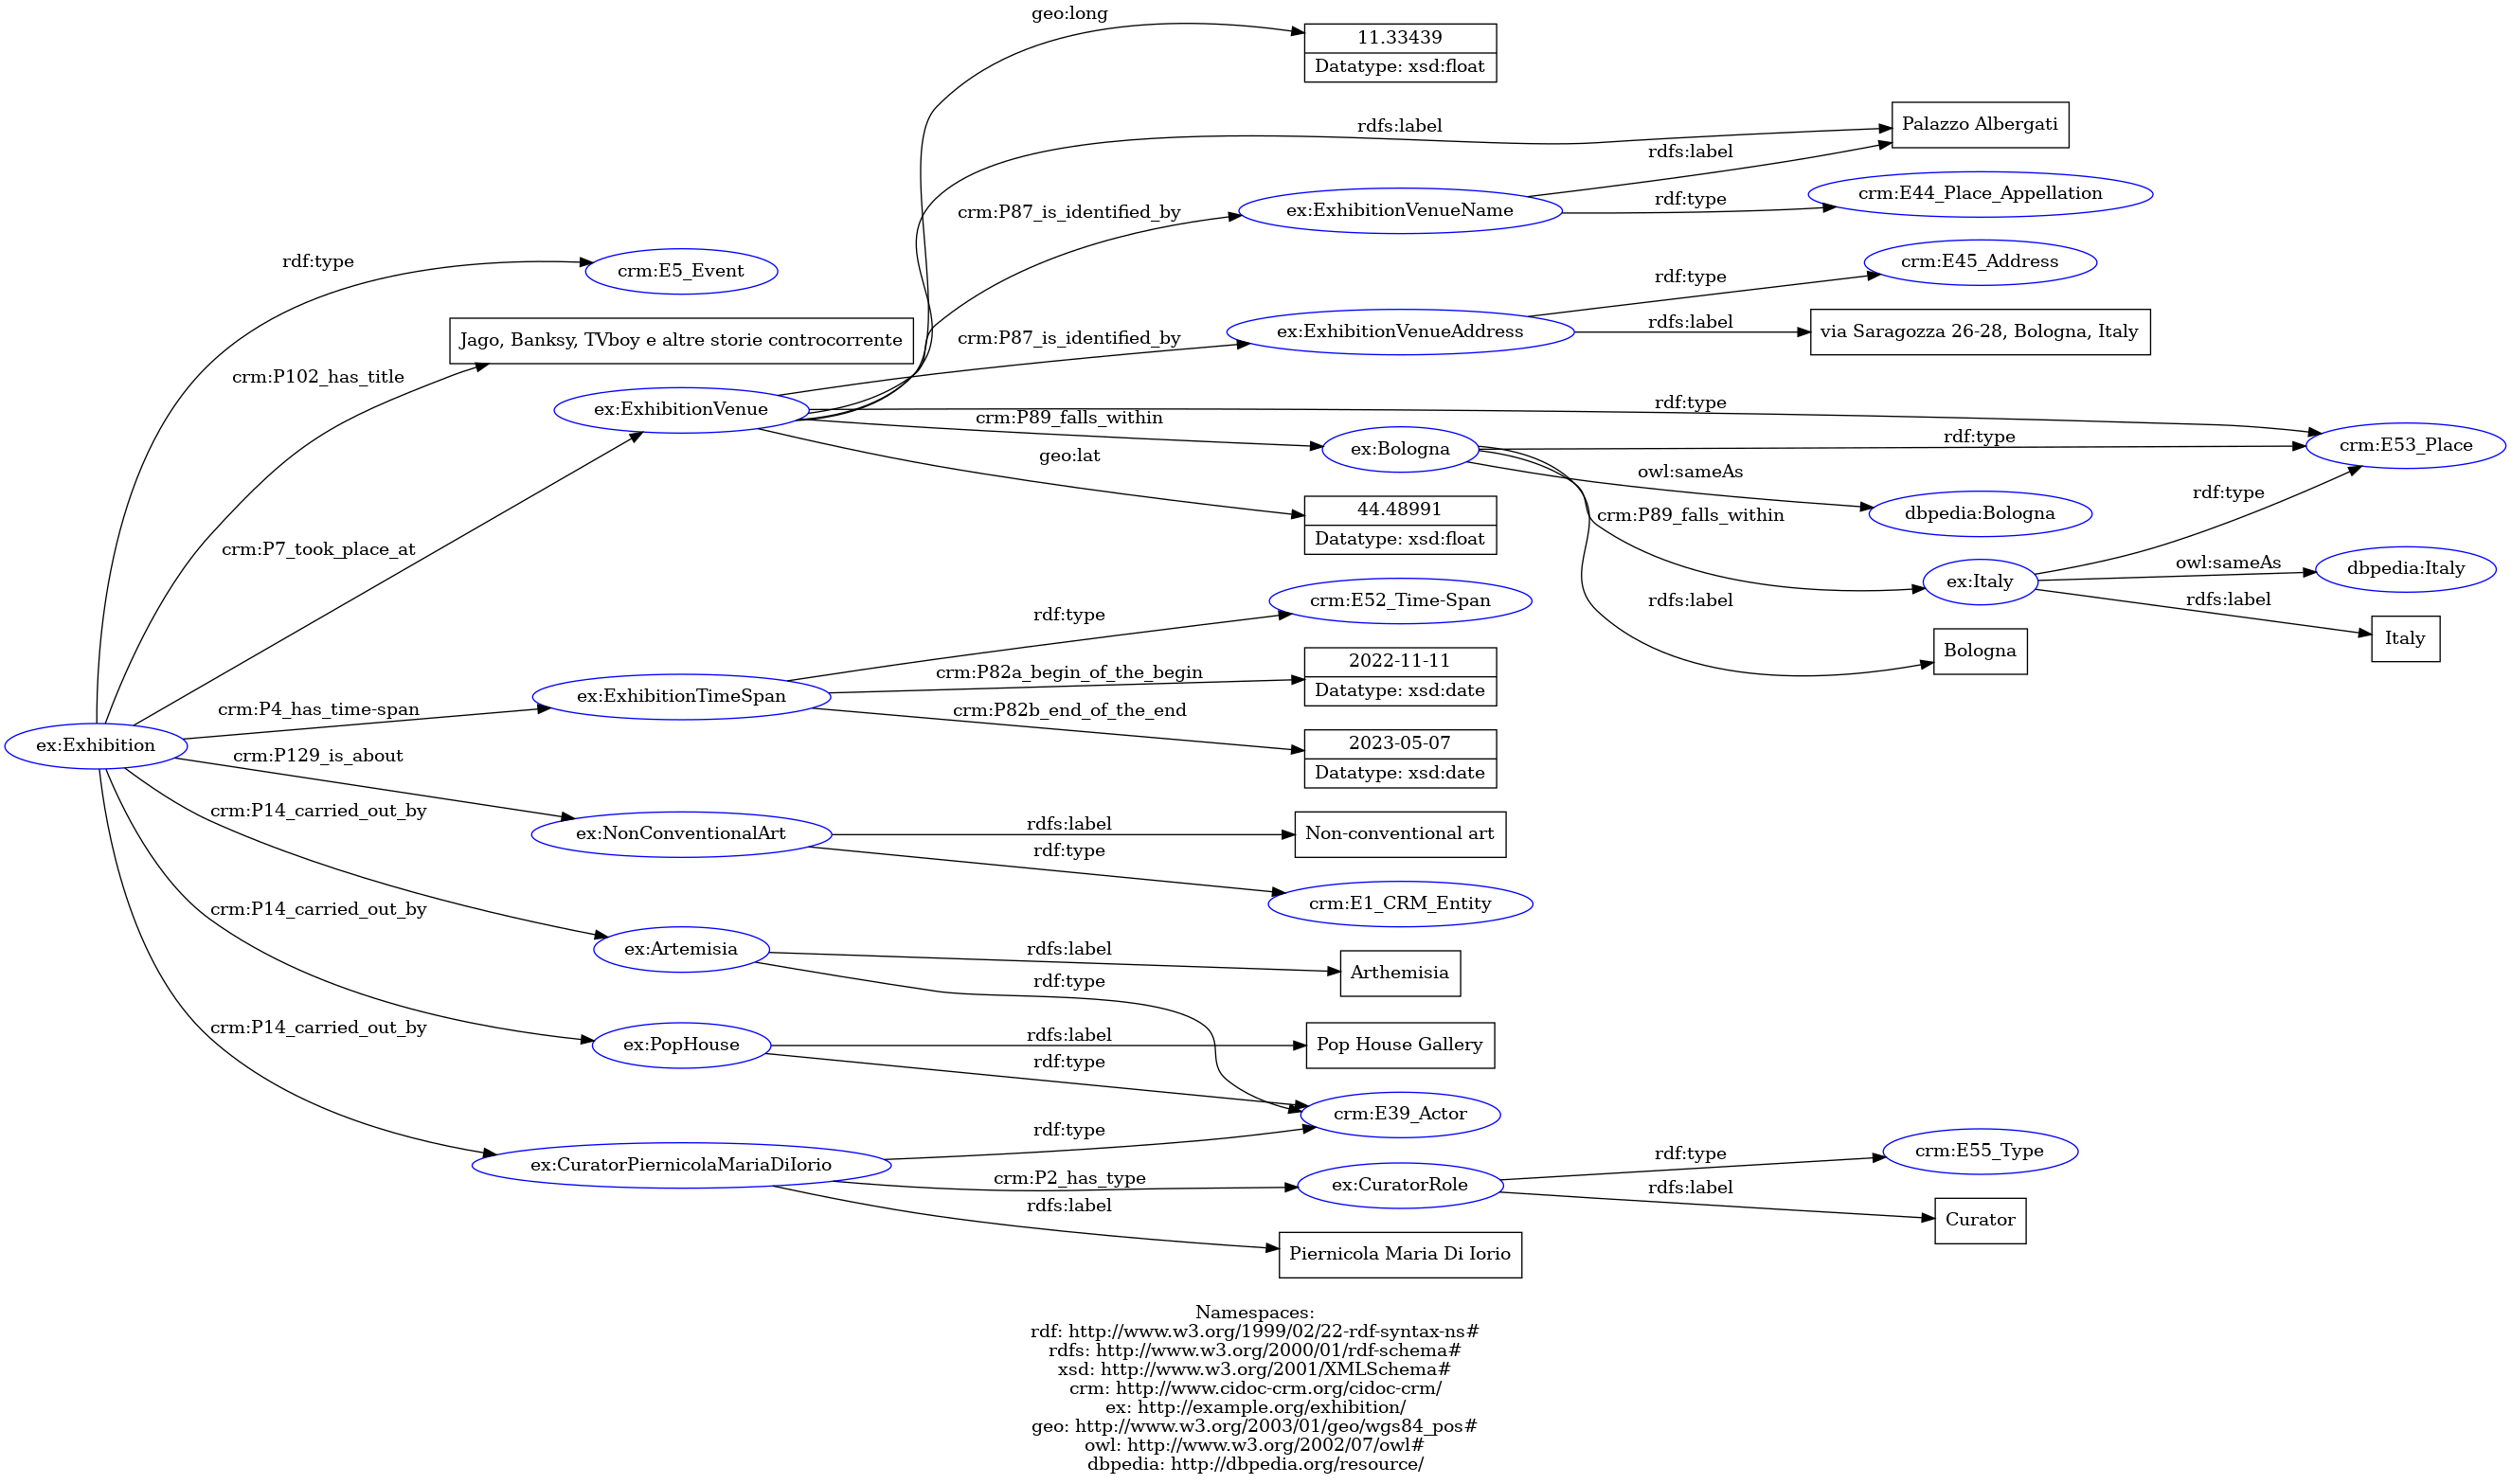 geo:long
11.33439
Datatype: xsd:float
rdfs:label
Palazzo Albergati
rdfs:label
crm:P87_is_identified_by
ex:ExhibitionVenueName
rdf:type
crm:E44_Place_Appellation
rdf:type
crm:E5_Event
rdf:type
crm:E45_Address
crm:P102_has_title
Jago, Banksy, TVboy e altre storie controcorrente
crm:P87_is_identified_by
ex:ExhibitionVenueAddress
rdfs:label
via Saragozza 26-28, Bologna, Italy
ex:ExhibitionVenue
rdf:type
crm:P89_falls_within
ex:Bologna
rdf:type
crm:E53_Place
geo:lat
owl:sameAs
rdf:type
44.48991
Datatype: xsd:float
crm:P89_falls_within
dbpedia:Bologna
crm:P7_took_place_at
owl:sameAs
dbpedia:Italy
ex:Italy
rdfs:label
Italy
rdf:type
crm:E52_Time-Span
rdfs:label
Bologna
crm:P82a_begin_of_the_begin
2022-11-11
Datatype: xsd:date
crm:P4_has_time-span
ex:ExhibitionTimeSpan
crm:P82b_end_of_the_end
2023-05-07
Datatype: xsd:date
ex:Exhibition
crm:P129_is_about
ex:NonConventionalArt
rdfs:label
Non-conventional art
rdf:type
crm:E1_CRM_Entity
crm:P14_carried_out_by
ex:Artemisia
rdfs:label
Arthemisia
rdf:type
crm:P14_carried_out_by
ex:PopHouse
rdfs:label
Pop House Gallery
rdf:type
crm:E39_Actor
crm:P14_carried_out_by
rdf:type
ex:CuratorPiernicolaMariaDiIorio
crm:P2_has_type
ex:CuratorRole
rdf:type
crm:E55_Type
rdfs:label
Curator
rdfs:label
Piernicola Maria Di Iorio
Namespaces:
rdf: http://www.w3.org/1999/02/22-rdf-syntax-ns#
rdfs: http://www.w3.org/2000/01/rdf-schema#
xsd: http://www.w3.org/2001/XMLSchema#
crm: http://www.cidoc-crm.org/cidoc-crm/
ex: http://example.org/exhibition/
geo: http://www.w3.org/2003/01/geo/wgs84_pos#
owl: http://www.w3.org/2002/07/owl#
dbpedia: http://dbpedia.org/resource/